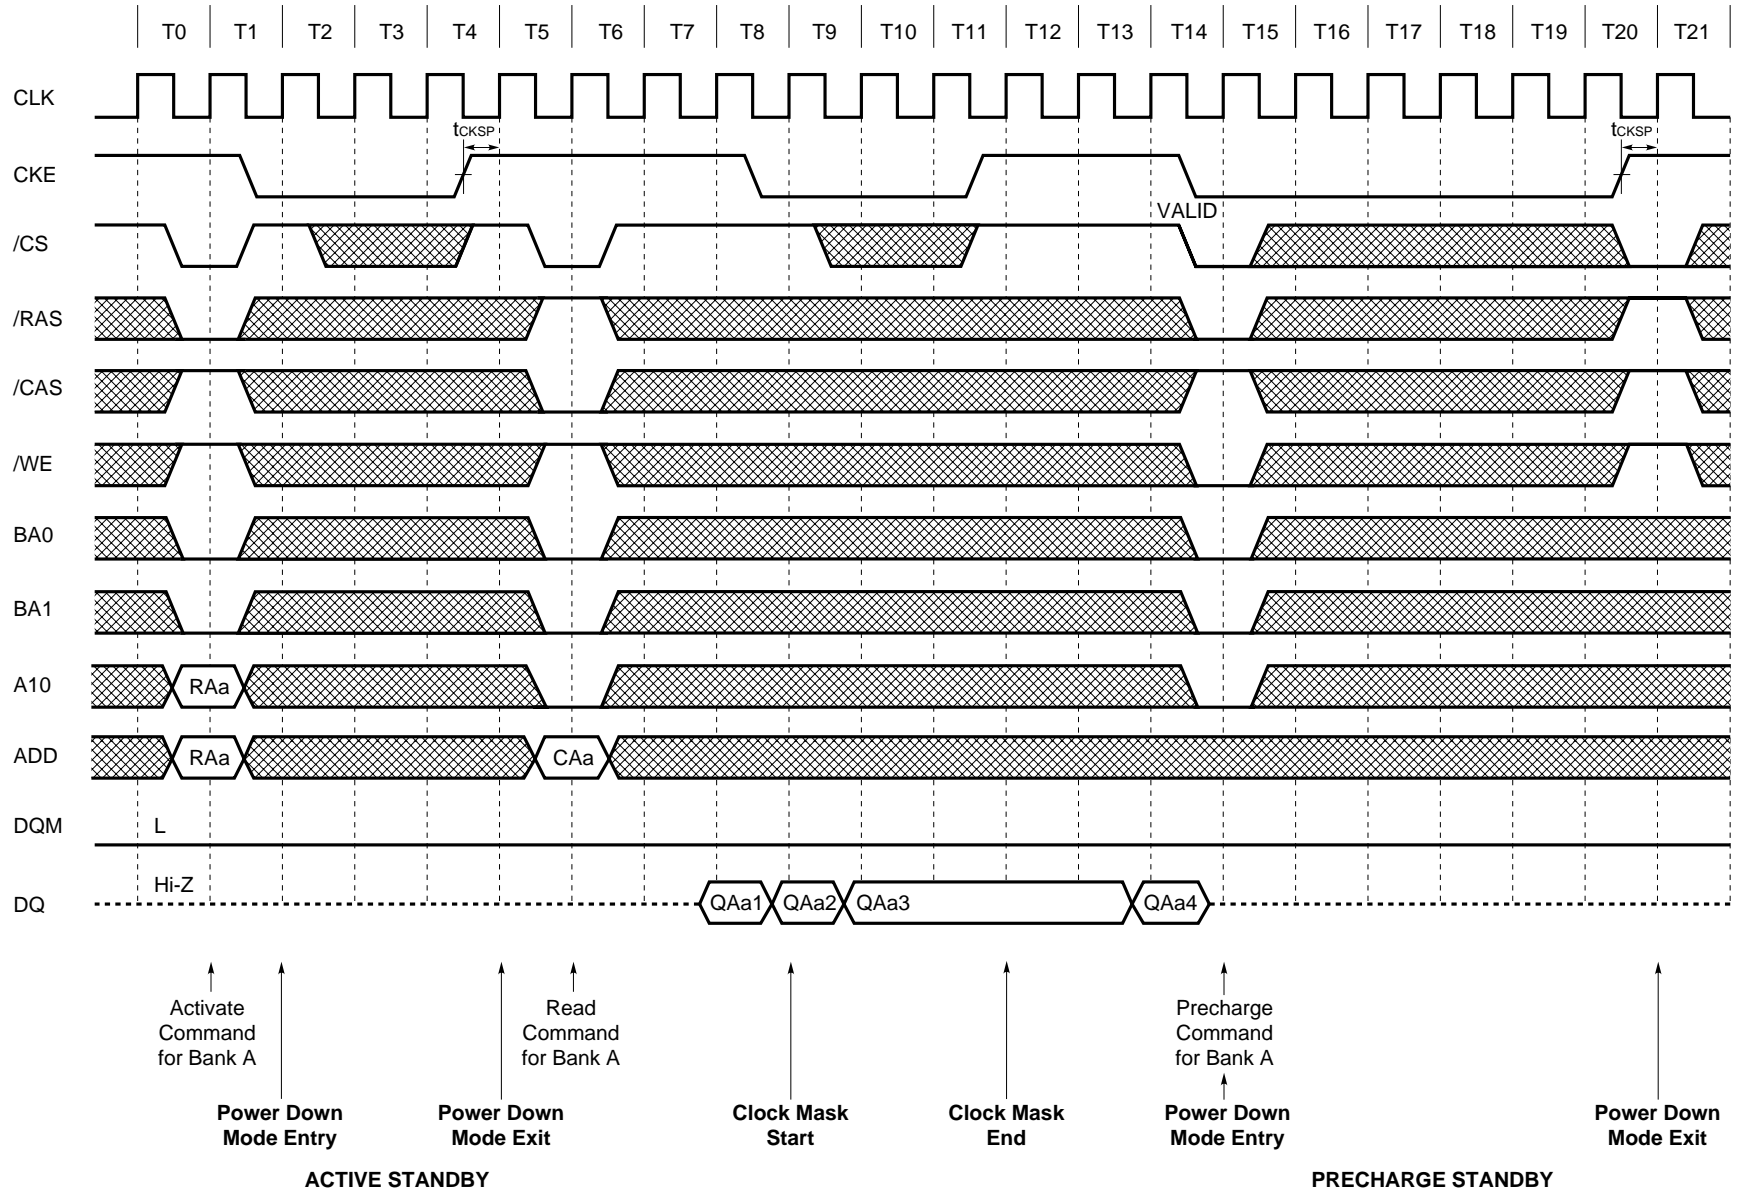 T0 T1 T2 T3 T4 T5 T6 T7 T8 T9 T10 T11 T12 T13 T14 T15 T16 T17 T18 T19 T20 T21
CLK
tCKSP tCKSP
CKE
VALID
/CS
/RAS
/CAS
/WE
BA0
BA1
A10 RAa
ADD RAa CAa
DQM L
Hi-Z
DQ QAa1 QAa2 QAa3 QAa4
Activate
Command
for Bank A
Read
Command
for Bank A
Precharge
Command
for Bank A
Power Down
Mode Entry
Power Down
Mode Exit
Clock Mask
Start
Clock Mask
End
Power Down
Mode Entry
Power Down
Mode Exit
ACTIVE STANDBY
PRECHARGE STANDBY